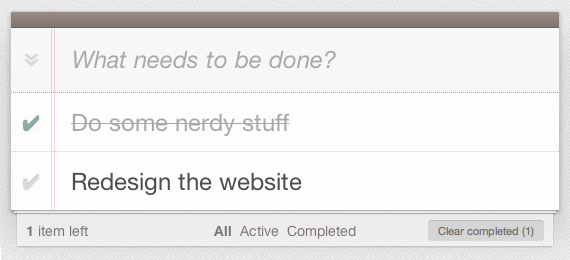 What needs to be done?
Do some nerdy stuff
Redesign the website
1 item left All Active Completed Clear completed (1)